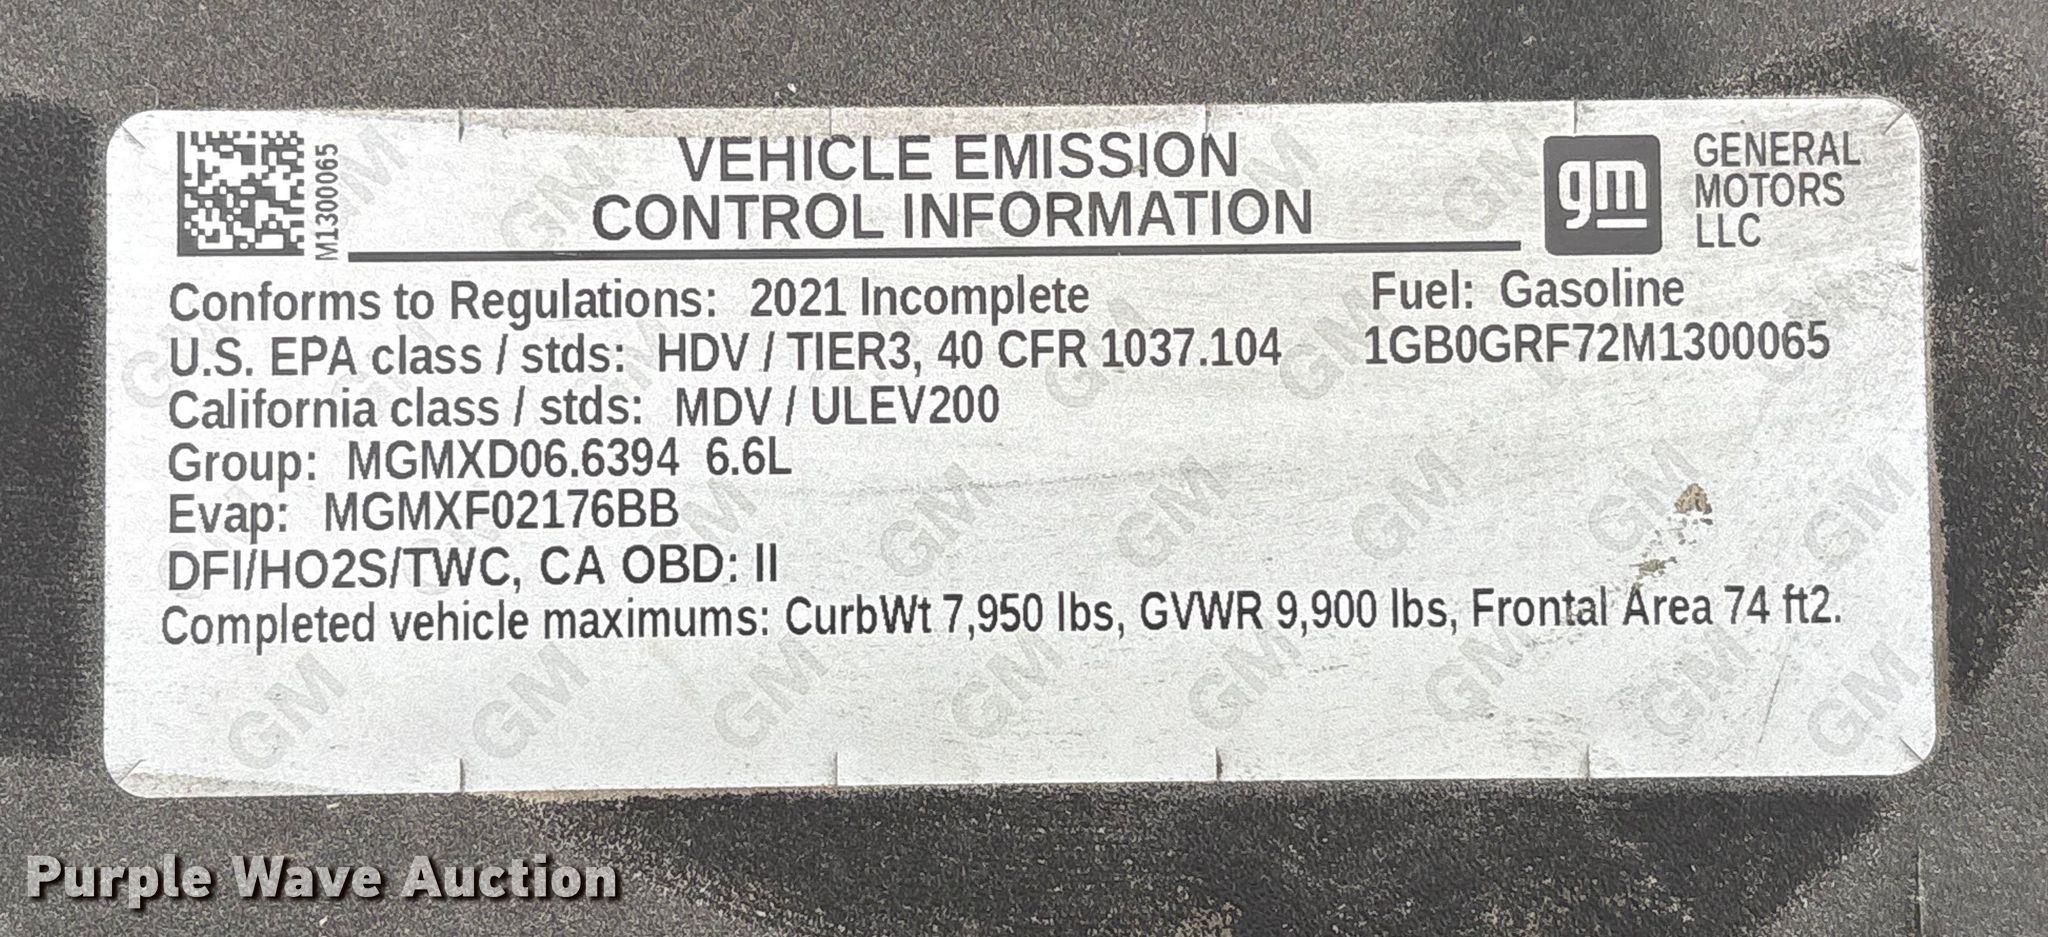 M1300065
VEHICLE EMISSION
CONTROL INFORMATION
gm
GENERAL
MOTORS
LLC
Conforms to Regulations: 2021 Incomplete
Fuel: Gasoline
U.S. EPA class / stds: HDV / TIER3, 40 CFR 1037.104
1GB0GRF72M1300065
California class / stds: MDV / ULEV200
Group: MGMXD06.6394 6.6L
Evap: MGMXF02176BB
DFI/HO2S/TWC, CA OBD: II
Completed vehicle maximums: CurbWt 7,950 lbs, GVWR 9,900 lbs, Frontal Area 74 ft2.
Purple Wave Auction